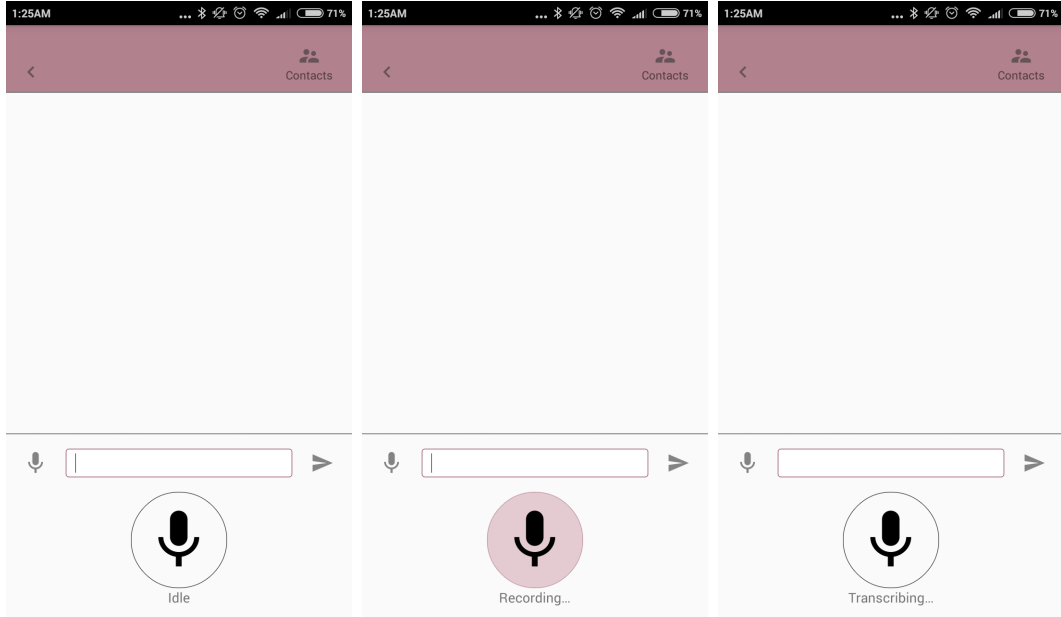 1:25AM 71%
Contacts
Idle
1:25AM 71%
Contacts
Recording...
1:25AM 71%
Contacts
Transcribing...